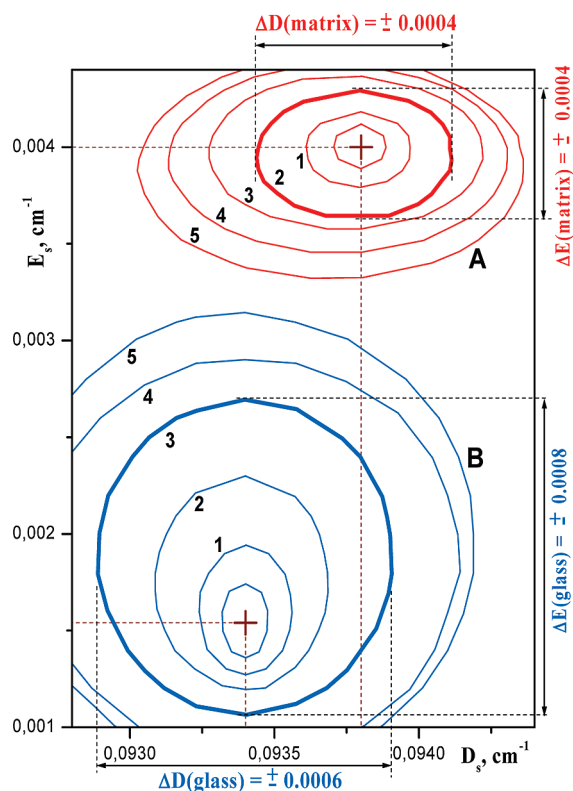 ΔD(matrix) = ± 0.0004
0,004
0,003
0,002
0,001
E_s, cm⁻¹
1
2
3
4
5
A
ΔE(matrix) = ± 0.0004
5
4
3
2
1
B
ΔE(glass) = ± 0.0008
0,0930
0,0935
0,0940
D_s, cm⁻¹
ΔD(glass) = ± 0.0006